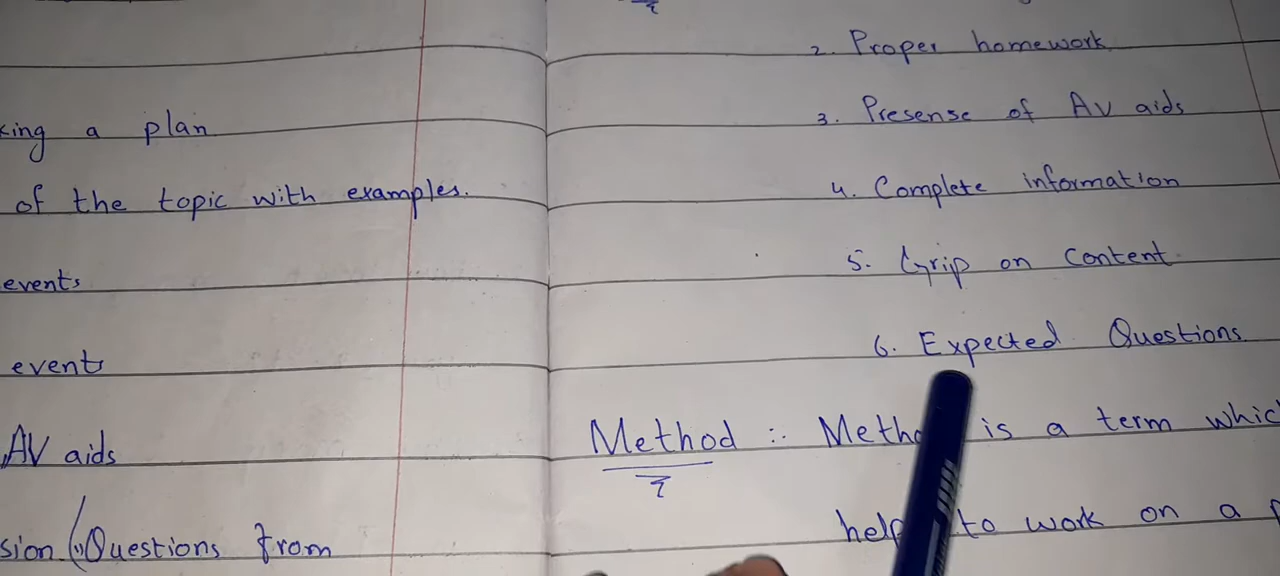 king a plan
of the topic with examples.
events
event
AV aids
sion (Questions from
2. Proper homework
3. Presense of AV aids
4. Complete information
5. Grip on Content
6. Expected Questions
Method :- Metho is a term whic
help to work on a